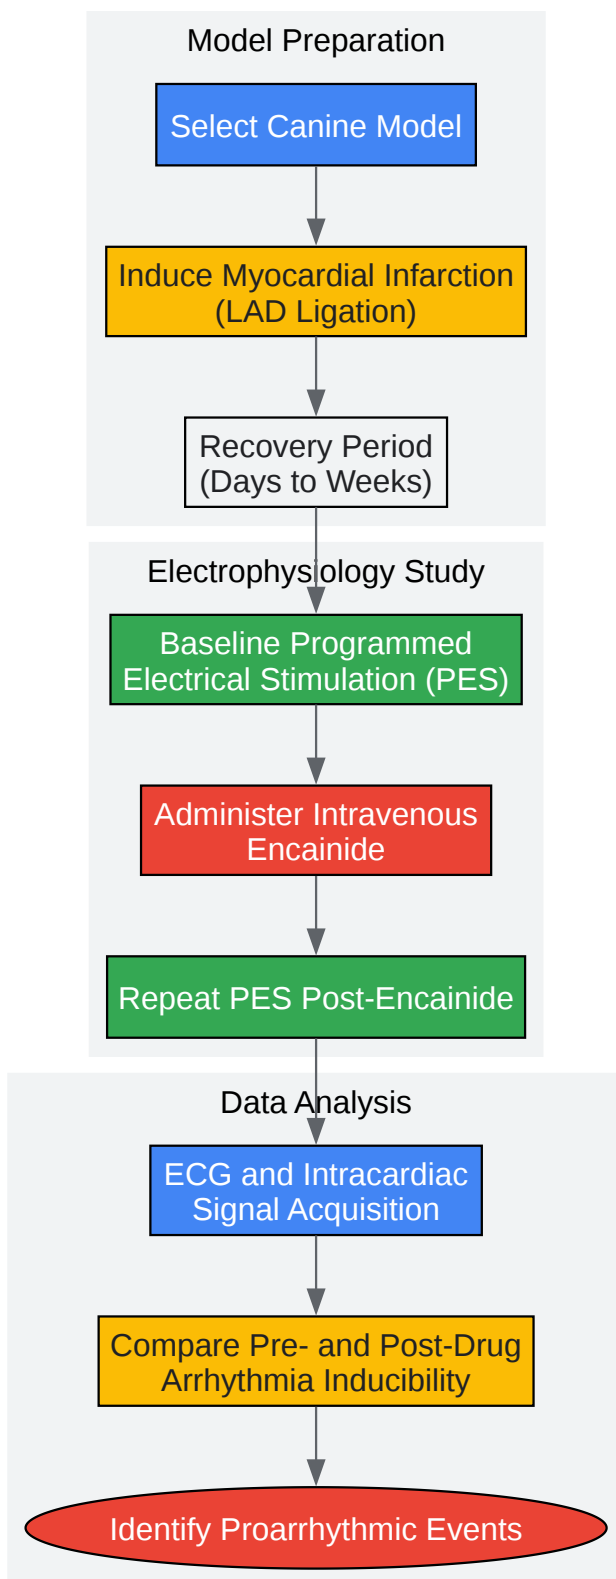 Model Preparation
Select Canine Model
Induce Myocardial Infarction
(LAD Ligation)
Recovery Period
(Days to Weeks)
Electrophysiology Study
Baseline Programmed
Electrical Stimulation (PES)
Administer Intravenous
Encainide
Repeat PES Post-Encainide
Data Analysis
ECG and Intracardiac
Signal Acquisition
Compare Pre- and Post-Drug
Arrhythmia Inducibility
Identify Proarrhythmic Events